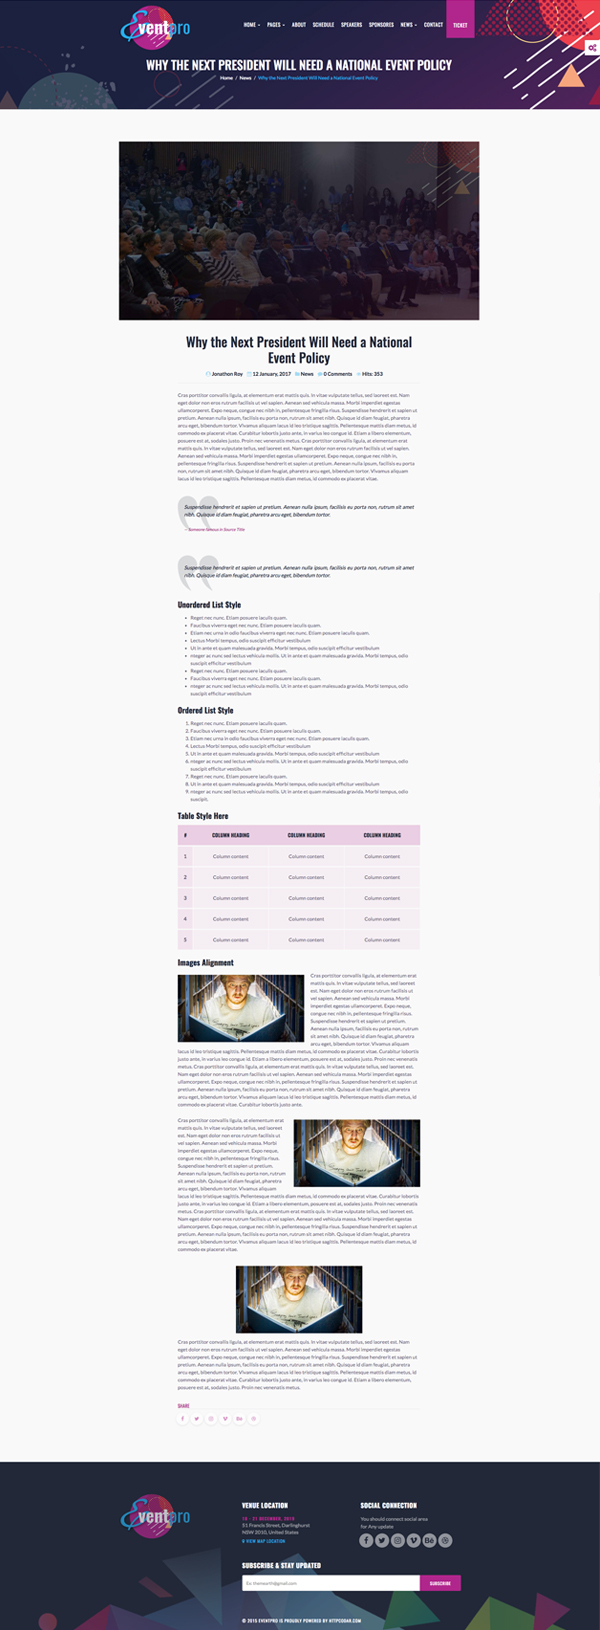 Eventpro
HOME PAGES ABOUT SCHEDULE SPEAKERS SPONSORES NEWS CONTACT TICKET
WHY THE NEXT PRESIDENT WILL NEED A NATIONAL EVENT POLICY
Home / News / Why the Next President Will Need a National Event Policy
Why the Next President Will Need a National
Event Policy
Jonathon Roy 12 January, 2017 News 0 Comments Hits: 353
Cras porttitor convallis ligula, at elementum erat mattis quis. In vitae vulputate tellus, sed laoreet est. Nam
eget dolor non eros rutrum facilisis ut vel sapien. Aenean sed vehicula massa. Morbi imperdiet egestas
ullamcorperet. Expo neque, congue nec nibh in, pellentesque fringilla risus. Suspendisse hendrerit et sapien ut
pretium. Aenean nulla ipsum, facilisis eu porta non, rutrum sit amet nibh. Quisque id diam feugiat, pharetra
arcu eget, bibendum tortor. Vivamus aliquam lacus id leo tristique sagittis. Pellentesque mattis diam metus, id
commodo ex placerat vitae. Curabitur lobortis justo ante, in varius leo congue id. Etiam a libero elementum,
posuere est at, sodales justo. Proin nec venenatis metus. Cras porttitor convallis ligula, at elementum erat
mattis quis. In vitae vulputate tellus, sed laoreet est. Nam eget dolor non eros rutrum facilisis ut vel sapien.
Aenean sed vehicula massa. Morbi imperdiet egestas ullamcorperet. Expo neque, congue nec nibh in,
pellentesque fringilla risus. Suspendisse hendrerit et sapien ut pretium. Aenean nulla ipsum, facilisis eu porta
non, rutrum sit amet nibh. Quisque id diam feugiat, pharetra arcu eget, bibendum tortor. Vivamus aliquam
lacus id leo tristique sagittis. Pellentesque mattis diam metus, id commodo ex placerat vitae.
Suspendisse hendrerit et sapien ut pretium. Aenean nulla ipsum, facilisis eu porta non, rutrum sit amet
nibh. Quisque id diam feugiat, pharetra arcu eget, bibendum tortor.
— Someone famous in Source Title
Suspendisse hendrerit et sapien ut pretium. Aenean nulla ipsum, facilisis eu porta non, rutrum sit amet
nibh. Quisque id diam feugiat, pharetra arcu eget, bibendum tortor.
Unordered List Style
Reget nec nunc. Etiam posuere iaculis quam.
Faucibus viverra eget nec nunc. Etiam posuere iaculis quam.
Etiam nec urna in odio faucibus viverra eget nec nunc. Etiam posuere iaculis quam.
Lectus Morbi tempus, odio suscipit efficitur vestibulum
Ut in ante et quam malesuada gravida. Morbi tempus, odio suscipit efficitur vestibulum
nteger ac nunc sed lectus vehicula mollis. Ut in ante et quam malesuada gravida. Morbi tempus, odio
suscipit efficitur vestibulum
Reget nec nunc. Etiam posuere iaculis quam.
Faucibus viverra eget nec nunc. Etiam posuere iaculis quam.
nteger ac nunc sed lectus vehicula mollis. Ut in ante et quam malesuada gravida. Morbi tempus, odio
suscipit efficitur vestibulum
Ordered List Style
1. Reget nec nunc. Etiam posuere iaculis quam.
2. Faucibus viverra eget nec nunc. Etiam posuere iaculis quam.
3. Etiam nec urna in odio faucibus viverra eget nec nunc. Etiam posuere iaculis quam.
4. Lectus Morbi tempus, odio suscipit efficitur vestibulum
5. Ut in ante et quam malesuada gravida. Morbi tempus, odio suscipit efficitur vestibulum
6. nteger ac nunc sed lectus vehicula mollis. Ut in ante et quam malesuada gravida. Morbi tempus, odio
suscipit efficitur vestibulum
7. Reget nec nunc. Etiam posuere iaculis quam.
8. Ut in ante et quam malesuada gravida. Morbi tempus, odio suscipit efficitur vestibulum
9. nteger ac nunc sed lectus vehicula mollis. Ut in ante et quam malesuada gravida. Morbi tempus, odio
suscipit.
Table Style Here
# COLUMN HEADING COLUMN HEADING COLUMN HEADING
1 Column content Column content Column content
2 Column content Column content Column content
3 Column content Column content Column content
4 Column content Column content Column content
5 Column content Column content Column content
Images Alignment
Cras porttitor convallis ligula, at elementum erat
mattis quis. In vitae vulputate tellus, sed laoreet
est. Nam eget dolor non eros rutrum facilisis ut
vel sapien. Aenean sed vehicula massa. Morbi
imperdiet egestas ullamcorperet. Expo neque,
congue nec nibh in, pellentesque fringilla risus.
Suspendisse hendrerit et sapien ut pretium.
Aenean nulla ipsum, facilisis eu porta non, rutrum
sit amet nibh. Quisque id diam feugiat, pharetra
arcu eget, bibendum tortor. Vivamus aliquam
lacus id leo tristique sagittis. Pellentesque mattis diam metus, id commodo ex placerat vitae. Curabitur lobortis
justo ante, in varius leo congue id. Etiam a libero elementum, posuere est at, sodales justo. Proin nec venenatis
metus. Cras porttitor convallis ligula, at elementum erat mattis quis. In vitae vulputate tellus, sed laoreet est.
Nam eget dolor non eros rutrum facilisis ut vel sapien. Aenean sed vehicula massa. Morbi imperdiet egestas
ullamcorperet. Expo neque, congue nec nibh in, pellentesque fringilla risus. Suspendisse hendrerit et sapien ut
pretium. Aenean nulla ipsum, facilisis eu porta non, rutrum sit amet nibh. Quisque id diam feugiat, pharetra
arcu eget, bibendum tortor. Vivamus aliquam lacus id leo tristique sagittis. Pellentesque mattis diam metus, id
commodo ex placerat vitae. Curabitur lobortis justo ante.
Cras porttitor convallis ligula, at elementum erat
mattis quis. In vitae vulputate tellus, sed laoreet
est. Nam eget dolor non eros rutrum facilisis ut
vel sapien. Aenean sed vehicula massa. Morbi
imperdiet egestas ullamcorperet. Expo neque,
congue nec nibh in, pellentesque fringilla risus.
Suspendisse hendrerit et sapien ut pretium.
Aenean nulla ipsum, facilisis eu porta non, rutrum
sit amet nibh. Quisque id diam feugiat, pharetra
arcu eget, bibendum tortor. Vivamus aliquam
lacus id leo tristique sagittis. Pellentesque mattis diam metus, id commodo ex placerat vitae. Curabitur lobortis
justo ante, in varius leo congue id. Etiam a libero elementum, posuere est at, sodales justo. Proin nec venenatis
metus. Cras porttitor convallis ligula, at elementum erat mattis quis. In vitae vulputate tellus, sed laoreet est.
Nam eget dolor non eros rutrum facilisis ut vel sapien. Aenean sed vehicula massa. Morbi imperdiet egestas
ullamcorperet. Expo neque, congue nec nibh in, pellentesque fringilla risus. Suspendisse hendrerit et sapien ut
pretium. Aenean nulla ipsum, facilisis eu porta non, rutrum sit amet nibh. Quisque id diam feugiat, pharetra
arcu eget, bibendum tortor. Vivamus aliquam lacus id leo tristique sagittis. Pellentesque mattis diam metus, id
commodo ex placerat vitae.
Cras porttitor convallis ligula, at elementum erat mattis quis. In vitae vulputate tellus, sed laoreet est. Nam
eget dolor non eros rutrum facilisis ut vel sapien. Aenean sed vehicula massa. Morbi imperdiet egestas
ullamcorperet. Expo neque, congue nec nibh in, pellentesque fringilla risus. Suspendisse hendrerit et sapien ut
pretium. Aenean nulla ipsum, facilisis eu porta non, rutrum sit amet nibh. Quisque id diam feugiat, pharetra
arcu eget, bibendum tortor. Vivamus aliquam lacus id leo tristique sagittis. Pellentesque mattis diam metus, id
commodo ex placerat vitae. Curabitur lobortis justo ante, in varius leo congue id. Etiam a libero elementum,
posuere est at, sodales justo. Proin nec venenatis metus.
SHARE
Eventpro
VENUE LOCATION
51 Francis Street, Darlinghurst
NSW 2010, United States
VIEW MAP LOCATION
SOCIAL CONNECTION
You should connect social area
for Any update
SUBSCRIBE & STAY UPDATED
SUBSCRIBE
© 2015 EVENTPRO IS PROUDLY POWERED BY HTTPCODAR.COM